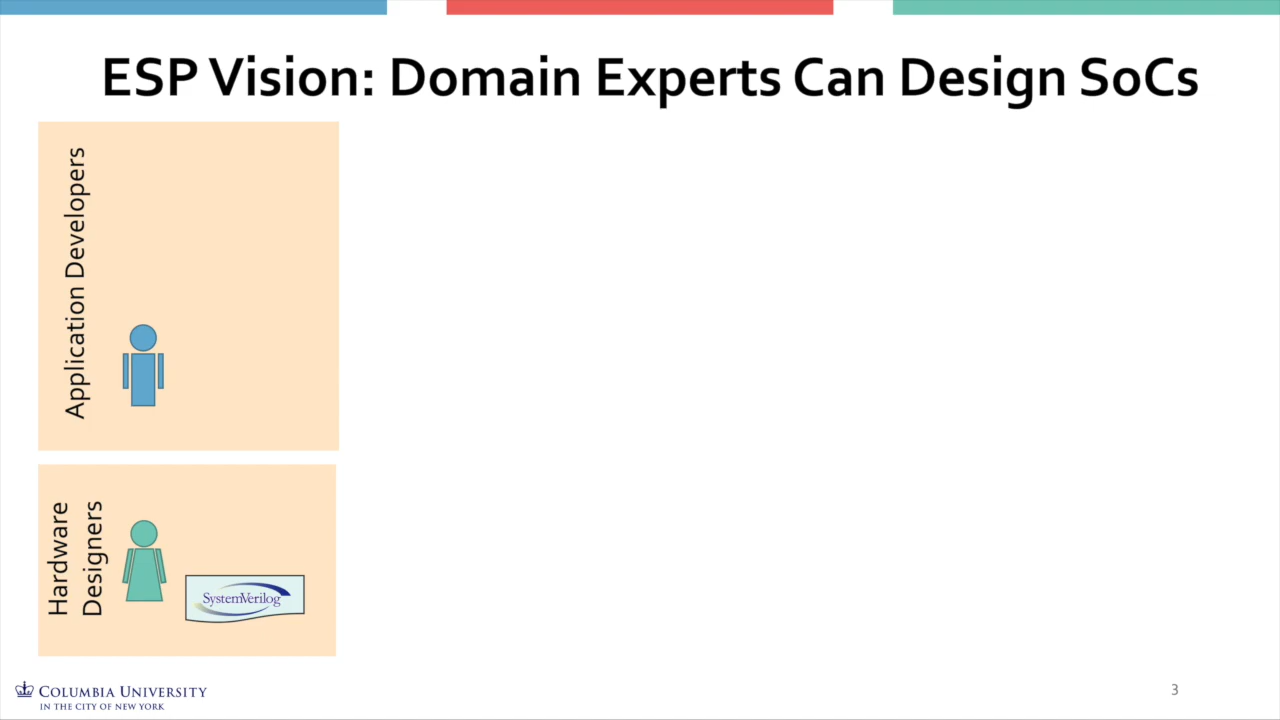 ESP Vision: Domain Experts Can Design SoCs
Application Developers
Hardware
Designers
SystemVerilog
COLUMBIA UNIVERSITY
IN THE CITY OF NEW YORK
3